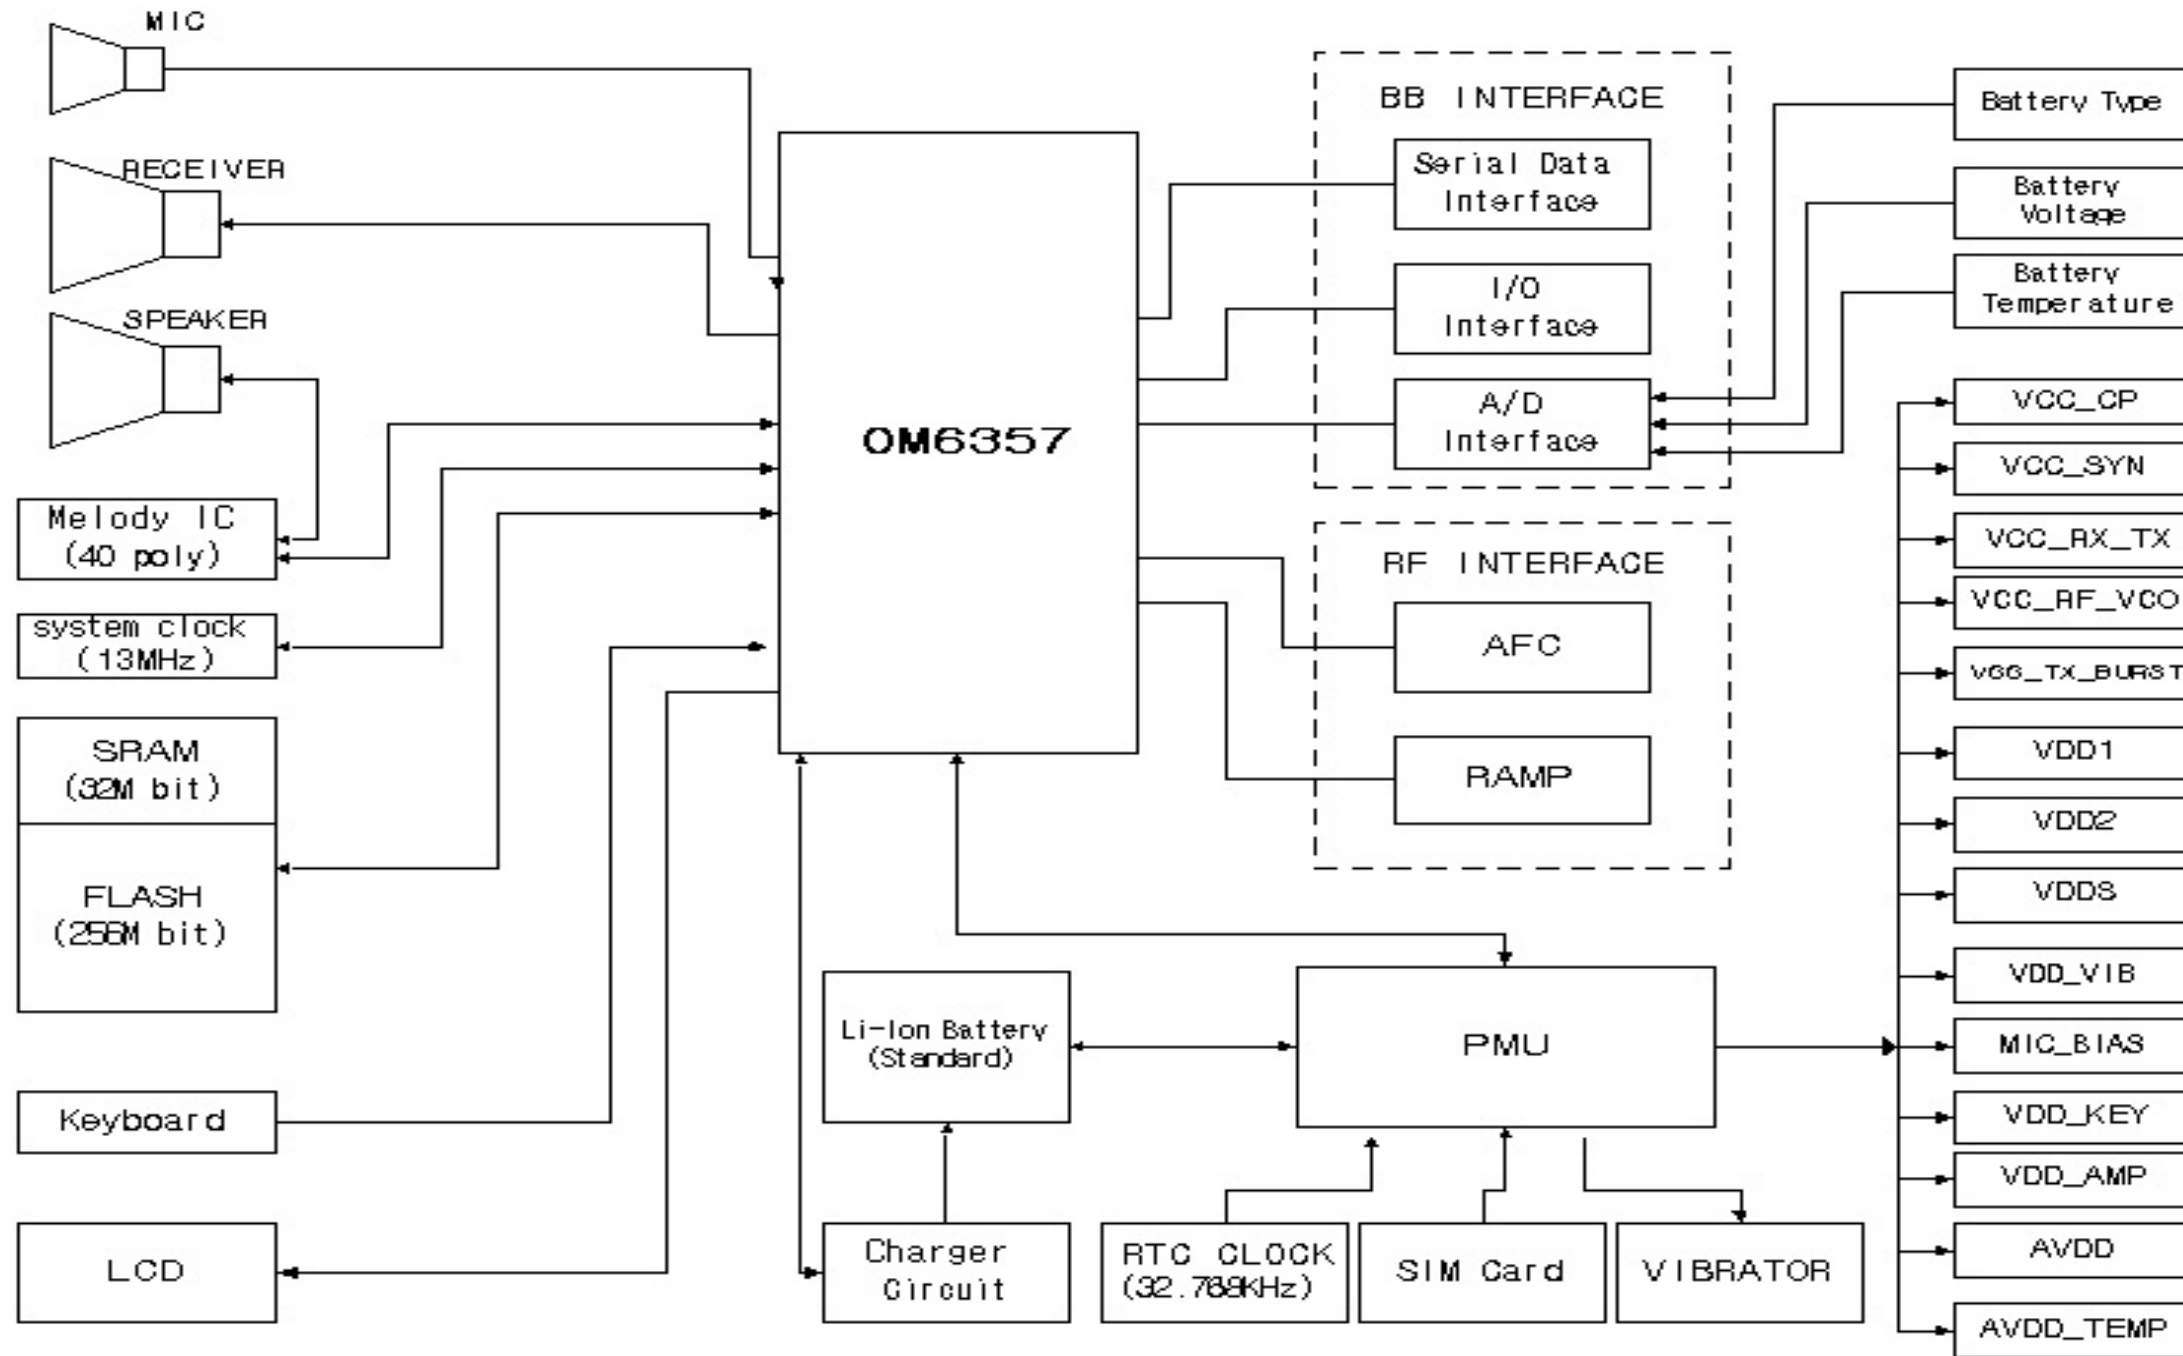 MIC
RECEIVER
SPEAKER
Melody IC
(40 poly)
system clock
(13MHz)
SRAM
(32M bit)
FLASH
(256M bit)
Keyboard
LCD
OM6357
BB INTERFACE
Serial Data
Interface
I/O
Interface
A/D
Interface
RF INTERFACE
AFC
RAMP
Li-Ion Battery
(Standard)
PMU
Charger
Circuit
RTC CLOCK
(32.768KHz)
SIM Card
VIBRATOR
Battery Type
Battery
Voltage
Battery
Temperature
VCC_CP
VCC_SYN
VCC_RX_TX
VCC_RF_VCO
VCC_TX_BURST
VDD1
VDD2
VDDS
VDD_VIB
MIC_BIAS
VDD_KEY
VDD_AMP
AVDD
AVDD_TEMP